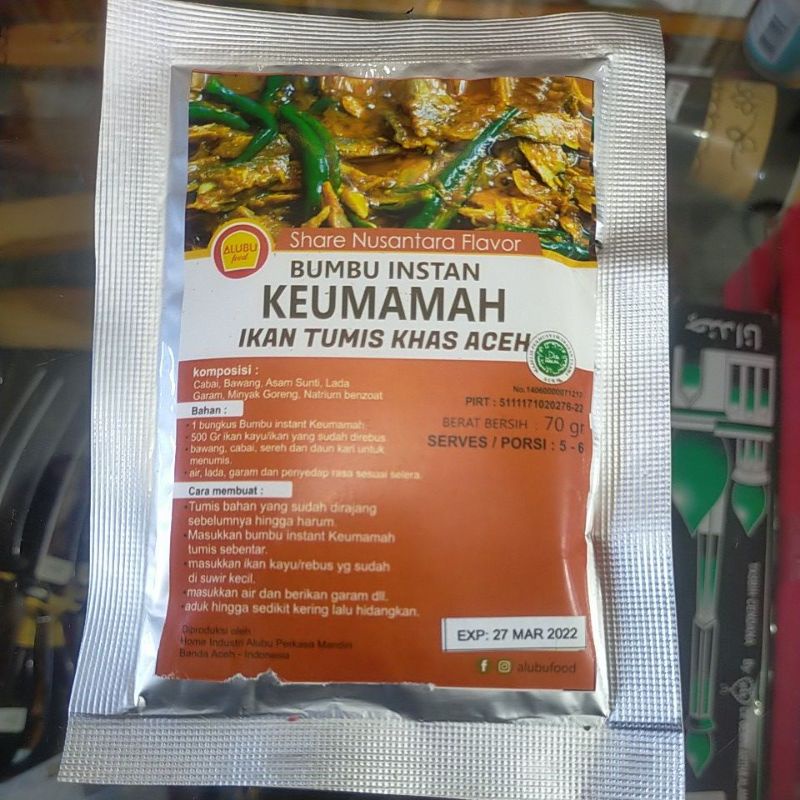 ALUBU
food
Share Nusantara Flavor
BUMBU INSTAN
KEUMAMAH
IKAN TUMIS KHAS ACEH
komposisi :
Cabai, Bawang, Asam Sunti, Lada
Garam, Minyak Goreng, Natrium benzoat
No.14060000071217
PIRT : 5111171020276-22
BERAT BERSIH : 70 gr
SERVES / PORSI : 5 - 6
Bahan :
• 1 bungkus Bumbu instant Keumamah
• 500 Gr ikan kayu/ikan yang sudah direbus
• bawang, cabai, sereh dan daun kari untuk
menumis.
• air, lada, garam dan penyedap rasa sesuai selera.
Cara membuat :
•Tumis bahan yang sudah dirajang
sebelumnya hingga harum.
•Masukkan bumbu instant Keumamah
tumis sebentar.
•masukkan ikan kayu/rebus yg sudah
di suwir kecil.
•masukkan air dan berikan garam dll.
•aduk hingga sedikit kering lalu hidangkan.
Diproduksi oleh
Home Industri Alubu Perkasa Mandiri
Banda Aceh - Indonesia
EXP: 27 MAR 2022
alubufood